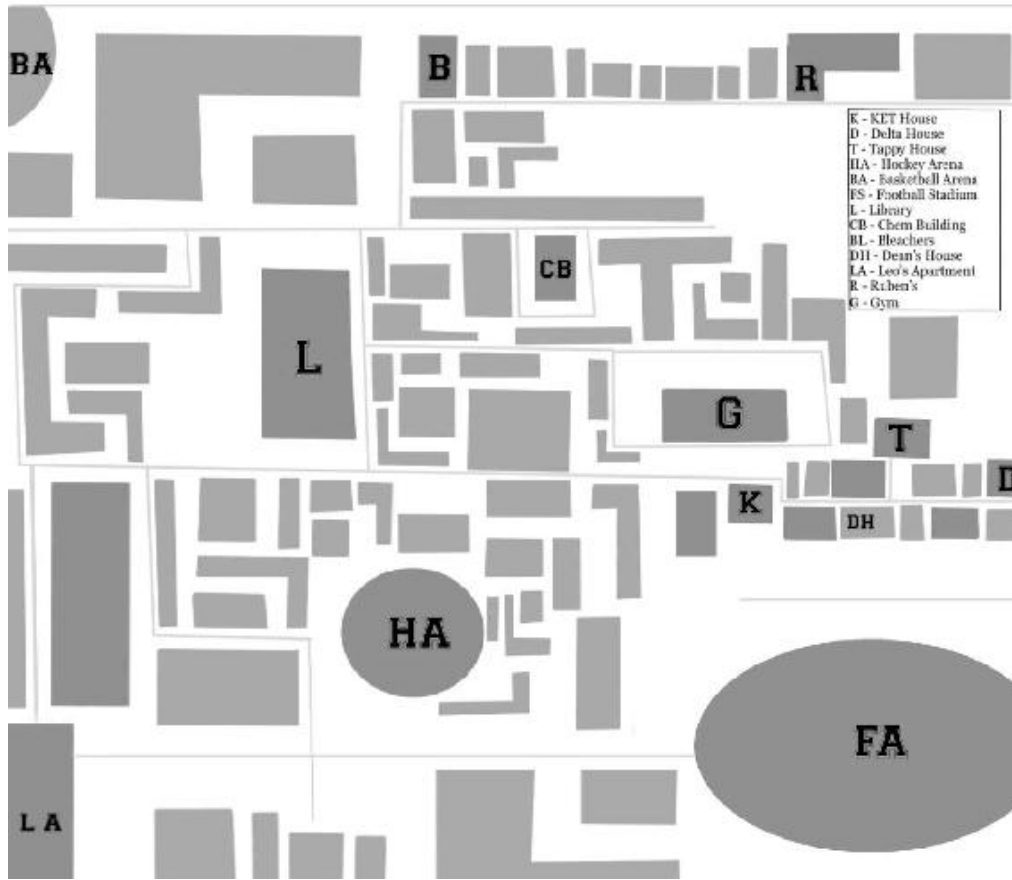 BA
B
R
K - KET House
D - Delta House
T - Tappy House
HA - Hockey Arena
BA - Basketball Arena
FS - Football Stadium
L - Library
CB - Chem Building
BL - Bleachers
DH - Dean's House
LA - Leo's Apartment
R - Ruben's
G - Gym
CB
L
G
T
D
K
DH
HA
FA
LA